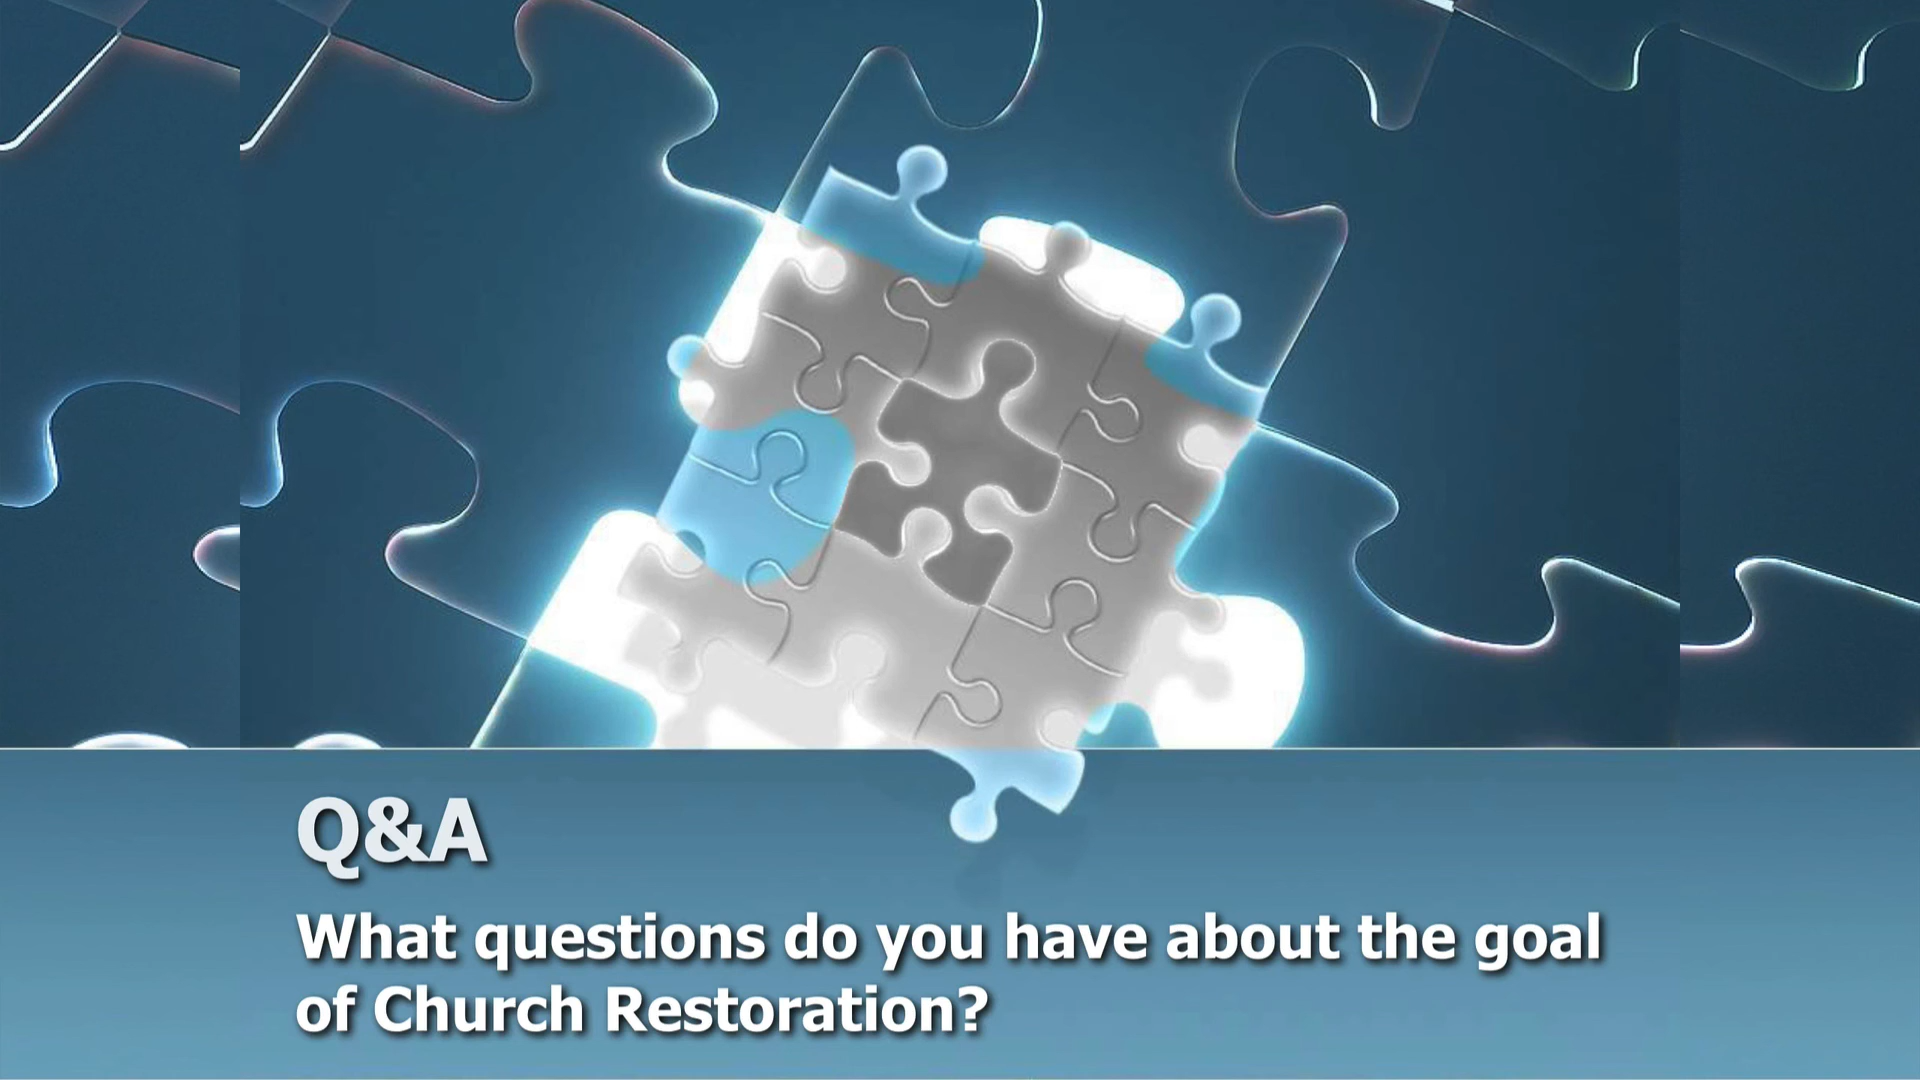 Q&A
What questions do you have about the goal
of Church Restoration?